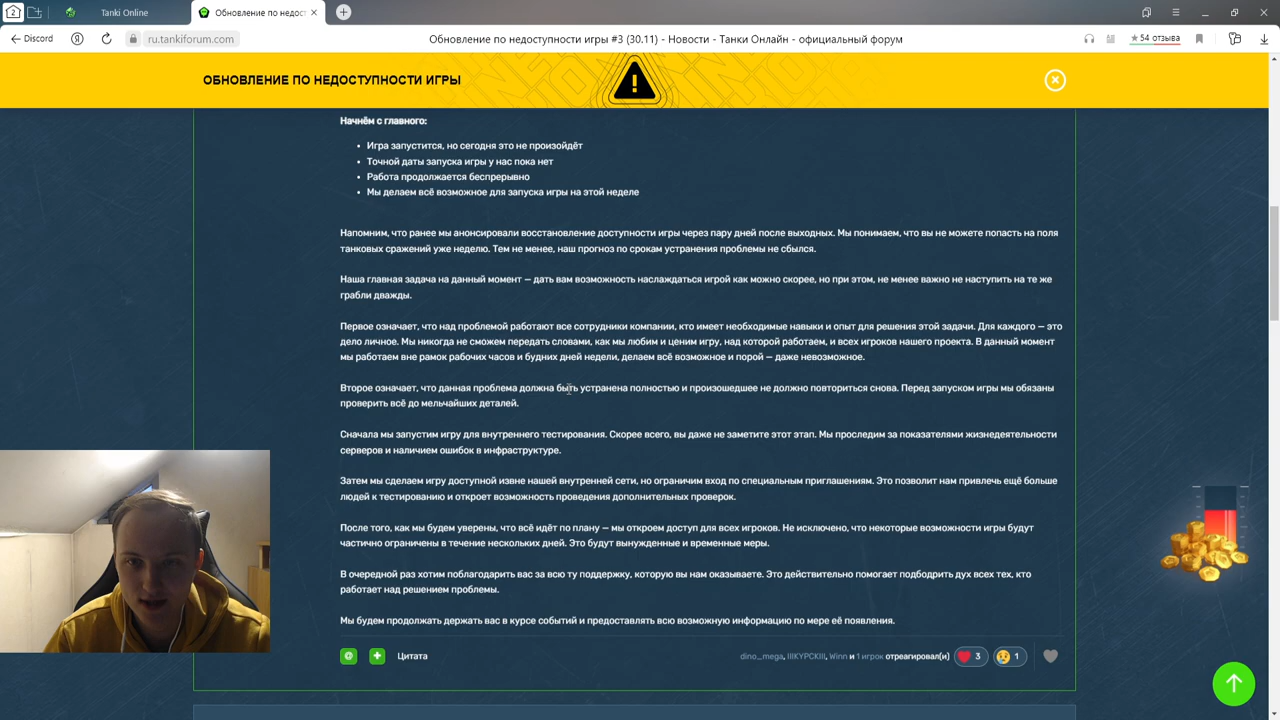 2
Tanki Online
Обновление по недост
Discord
ru.tankiforum.com
Обновление по недоступности игры #3 (30.11) - Новости - Танки Онлайн - официальный форум
54 отзыва
ОБНОВЛЕНИЕ ПО НЕДОСТУПНОСТИ ИГРЫ
Начнём с главного:
Игра запустится, но сегодня это не произойдёт
Точной даты запуска игры у нас пока нет
Работа продолжается беспрерывно
Мы делаем всё возможное для запуска игры на этой неделе
Напомним, что ранее мы анонсировали восстановление доступности игры через пару дней после выходных. Мы понимаем, что вы не можете попасть на поля
танковых сражений уже неделю. Тем не менее, наш прогноз по срокам устранения проблемы не сбылся.
Наша главная задача на данный момент — дать вам возможность наслаждаться игрой как можно скорее, но при этом, не менее важно не наступить на те же
грабли дважды.
Первое означает, что над проблемой работают все сотрудники компании, кто имеет необходимые навыки и опыт для решения этой задачи. Для каждого — это
дело личное. Мы никогда не сможем передать словами, как мы любим и ценим игру, над которой работаем, и всех игроков нашего проекта. В данный момент
мы работаем вне рамок рабочих часов и будних дней недели, делаем всё возможное и порой — даже невозможное.
Второе означает, что данная проблема должна быть устранена полностью и произошедшее не должно повториться снова. Перед запуском игры мы обязаны
проверить всё до мельчайших деталей.
Сначала мы запустим игру для внутреннего тестирования. Скорее всего, вы даже не заметите этот этап. Мы проследим за показателями жизнедеятельности
серверов и наличием ошибок в инфраструктуре.
Затем мы сделаем игру доступной извне нашей внутренней сети, но ограничим вход по специальным приглашениям. Это позволит нам привлечь ещё больше
людей к тестированию и откроет возможность проведения дополнительных проверок.
После того, как мы будем уверены, что всё идёт по плану — мы откроем доступ для всех игроков. Не исключено, что некоторые возможности игры будут
частично ограничены в течение нескольких дней. Это будут вынужденные и временные меры.
В очередной раз хотим поблагодарить вас за всю ту поддержку, которую вы нам оказываете. Это действительно помогает подбодрить дух всех тех, кто
работает над решением проблемы.
Мы будем продолжать держать вас в курсе событий и предоставлять всю возможную информацию по мере её появления.
Цитата
dino_mega, IIIKYPCKIII, Winn и 1 игрок отреагировал(и) 3 1